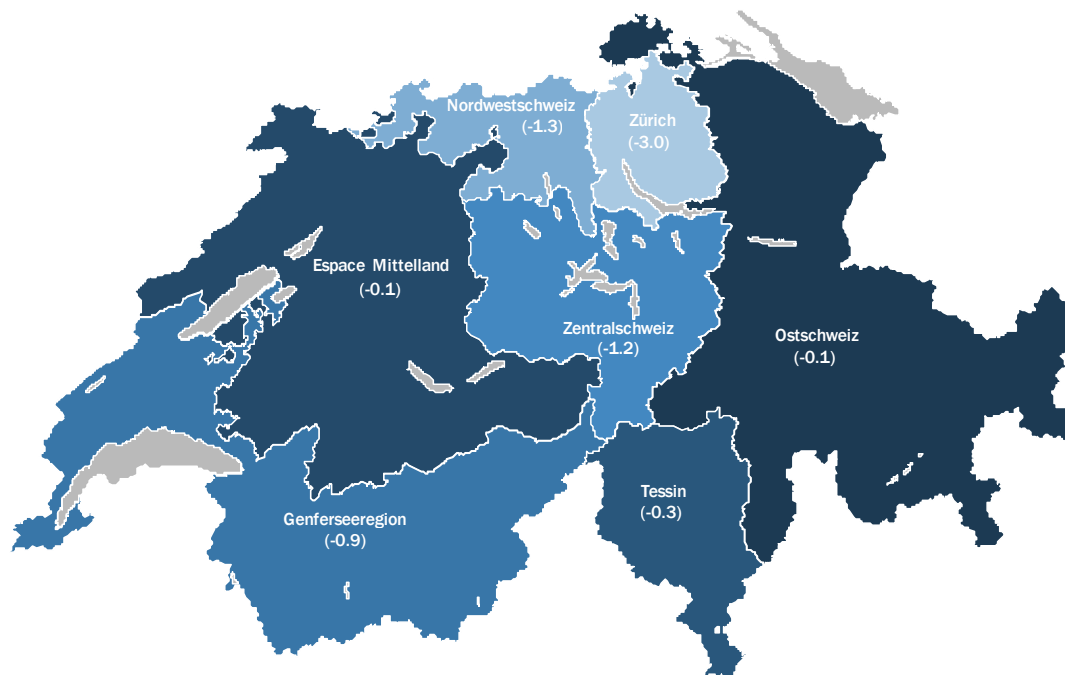 Nordwestschweiz
(-1.3)
Zürich
(-3.0)
Espace Mittelland
(-0.1)
Zentralschweiz
(-1.2)
Ostschweiz
(-0.1)
Tessin
(-0.3)
Genferseeregion
(-0.9)